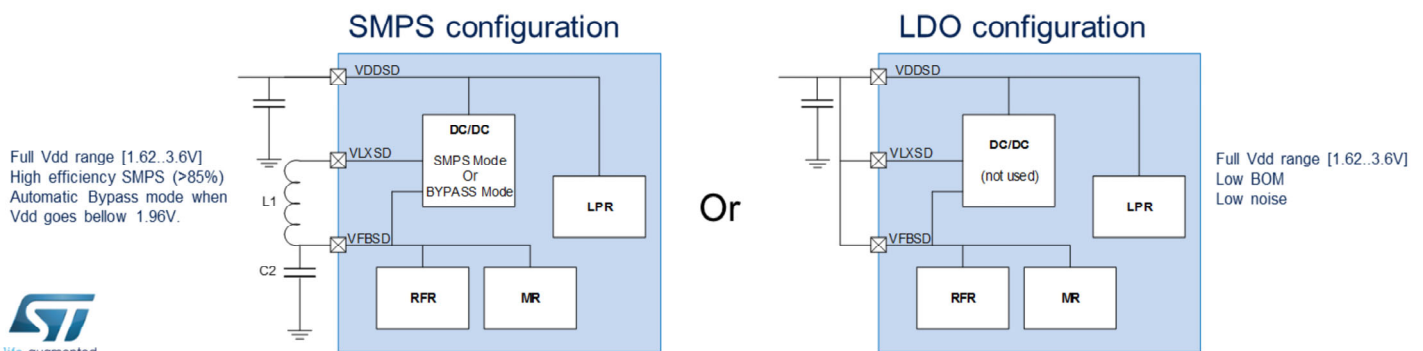 SMPS configuration
LDO configuration
VDDSD
VDDSD
DC/DC
SMPS Mode
Or
BYPASS Mode
DC/DC
(not used)
VLXSD
VLXSD
Full Vdd range [1.62..3.6V]
High efficiency SMPS (>85%)
Automatic Bypass mode when
Vdd goes bellow 1.96V.
Full Vdd range [1.62..3.6V]
Low BOM
Low noise
L1
LPR
Or
LPR
VFBSD
VFBSD
C2
RFR
MR
RFR
MR
ST
life.augmented